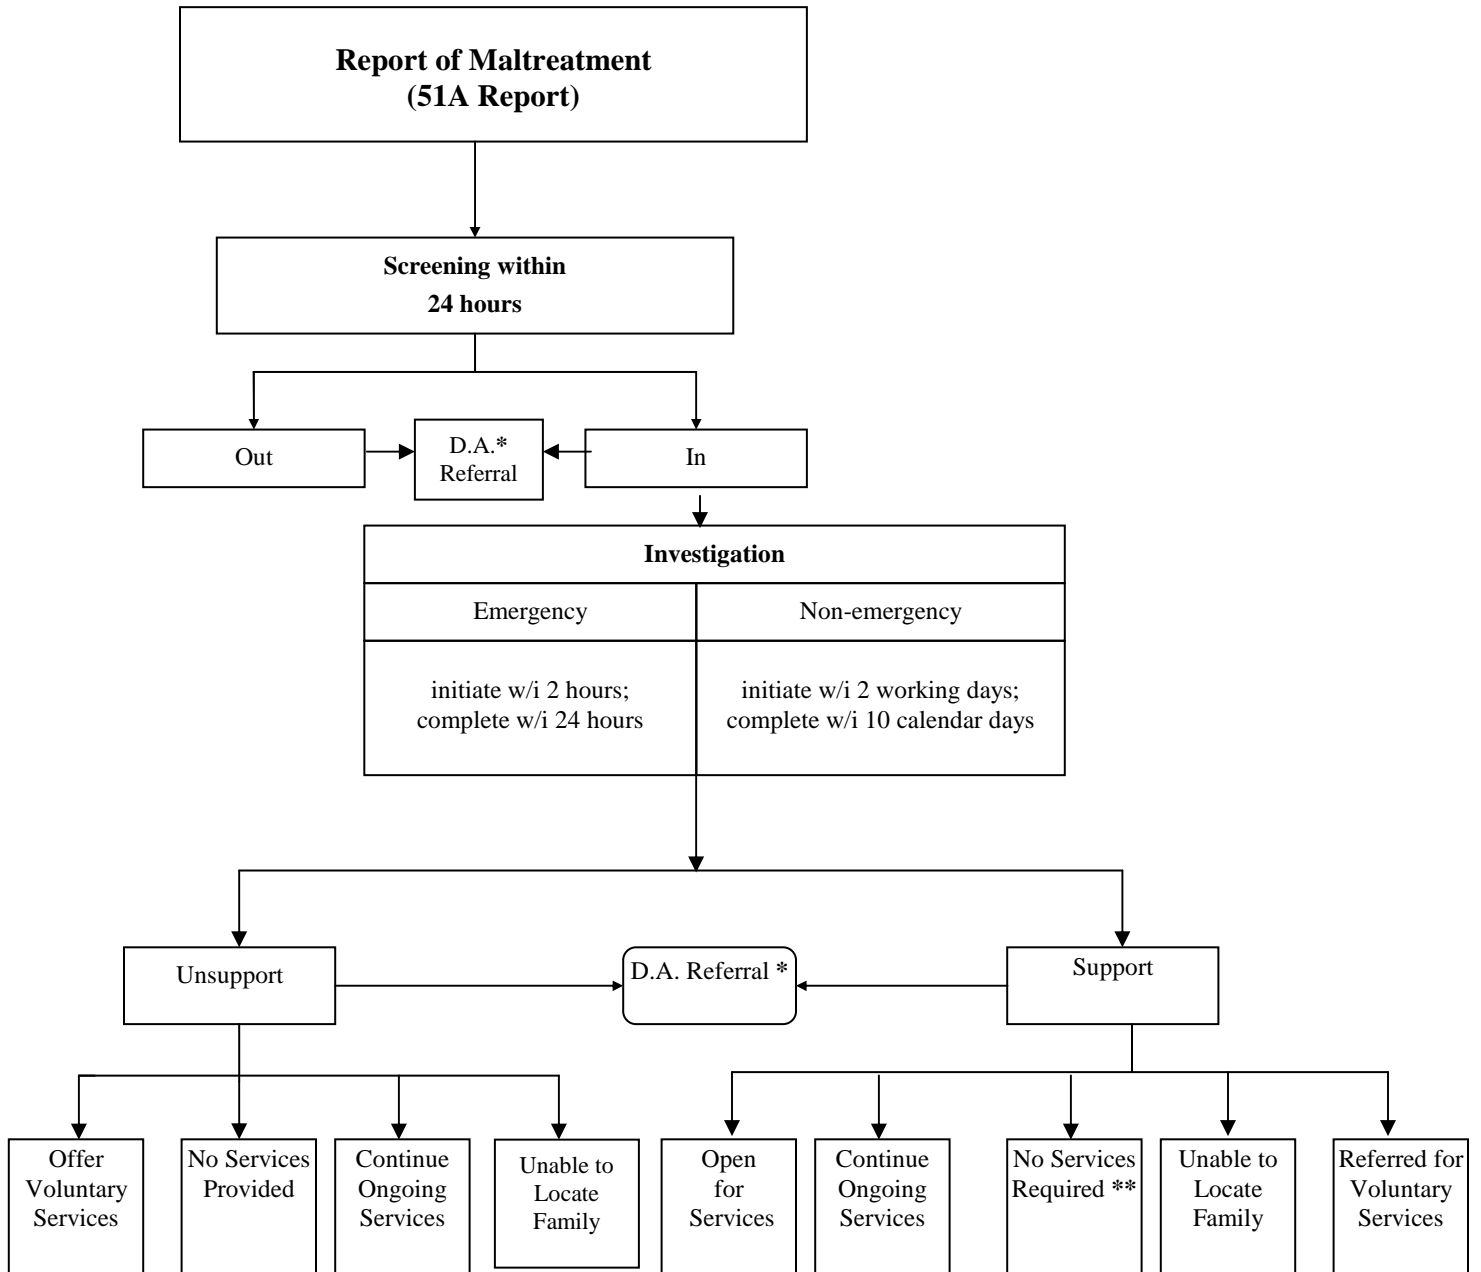 Report of Maltreatment
(51A Report)
Screening within
24 hours
Out
D.A.*
Referral
In
Investigation
Emergency
Non-emergency
initiate w/i 2 hours;
complete w/i 24 hours
initiate w/i 2 working days;
complete w/i 10 calendar days
Unsupport
D.A. Referral *
Support
Offer
Voluntary
Services
No Services
Provided
Continue
Ongoing
Services
Unable to
Locate
Family
Open
for
Services
Continue
Ongoing
Services
No Services
Required **
Unable to
Locate
Family
Referred for
Voluntary
Services